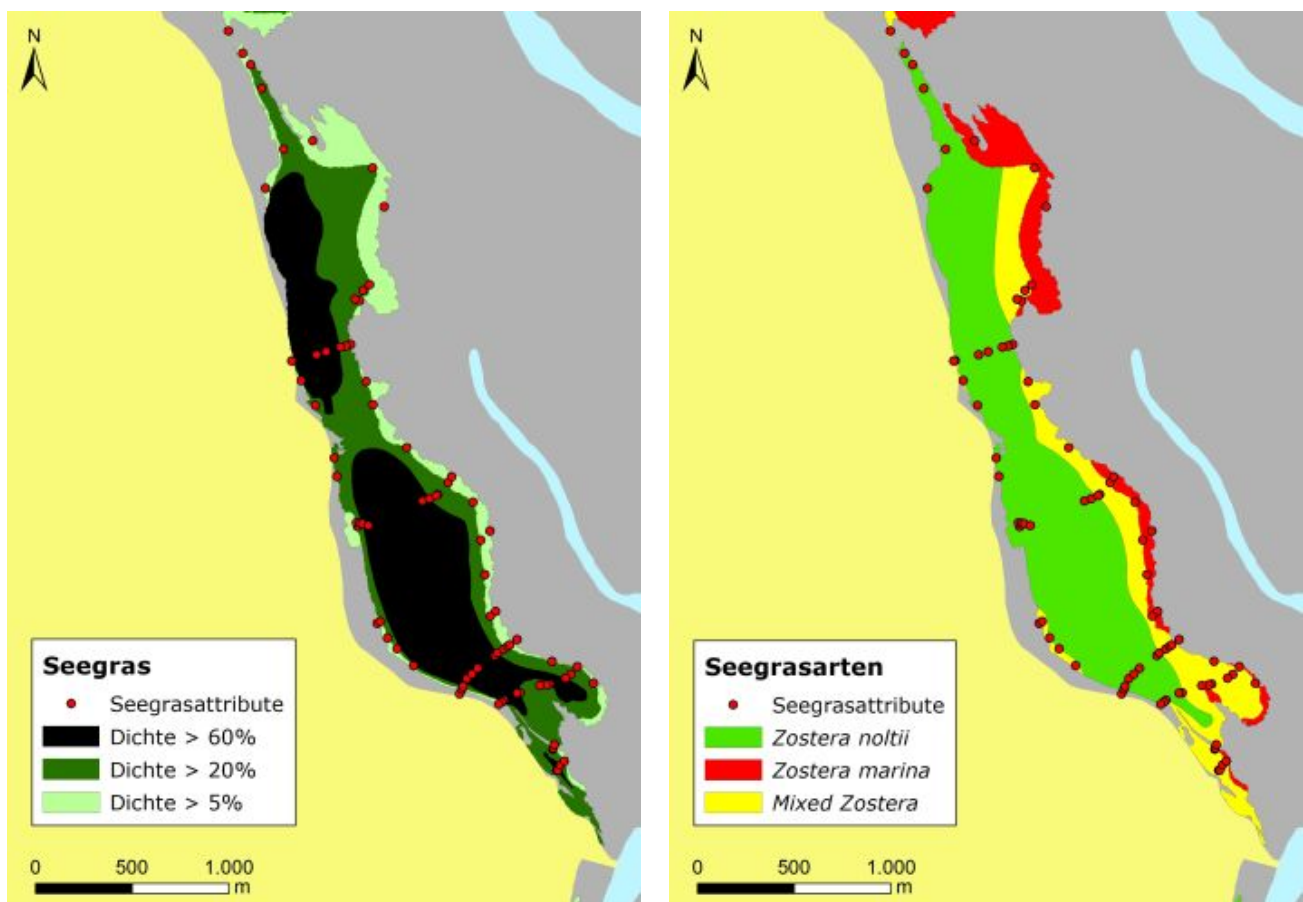 N
Seegras
Seegrasattribute
Dichte > 60%
Dichte > 20%
Dichte > 5%
0 500 1.000
m
N
Seegrasarten
Seegrasattribute
Zostera noltii
Zostera marina
Mixed Zostera
0 500 1.000
m